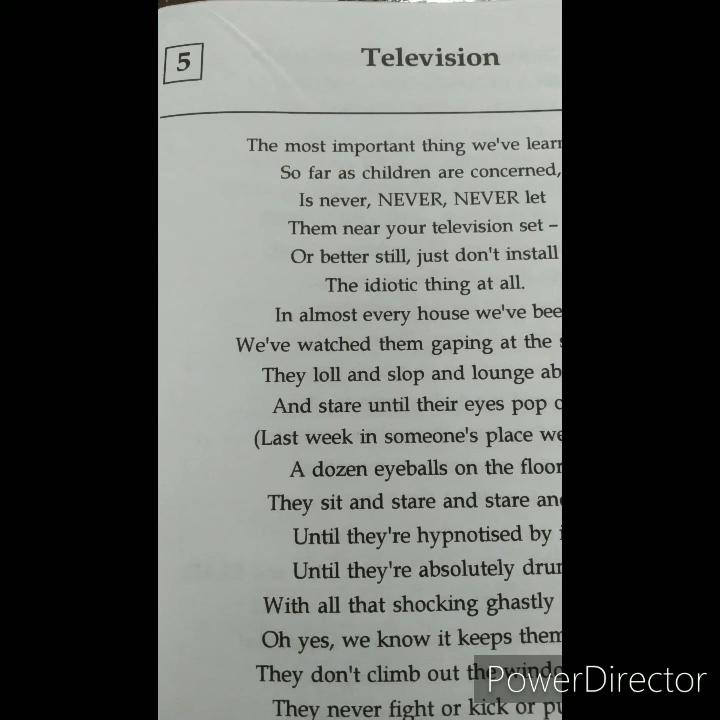 5
Television
The most important thing we've
So far as children are concerned,
Is never, NEVER, NEVER let
Them near your television set –
Or better still, just don't install
The idiotic thing at all.
In almost every house we've
We've watched them gaping at the
They loll and slop and lounge
And stare until their eyes pop
(Last week in someone's place
A dozen eyeballs on the floor
They sit and stare and stare
Until they're hypnotised by
Until they're absolutely
With all that shocking ghastly
Oh yes, we know it keeps them
They don't climb out the
PowerDirector
They never fight or kick or